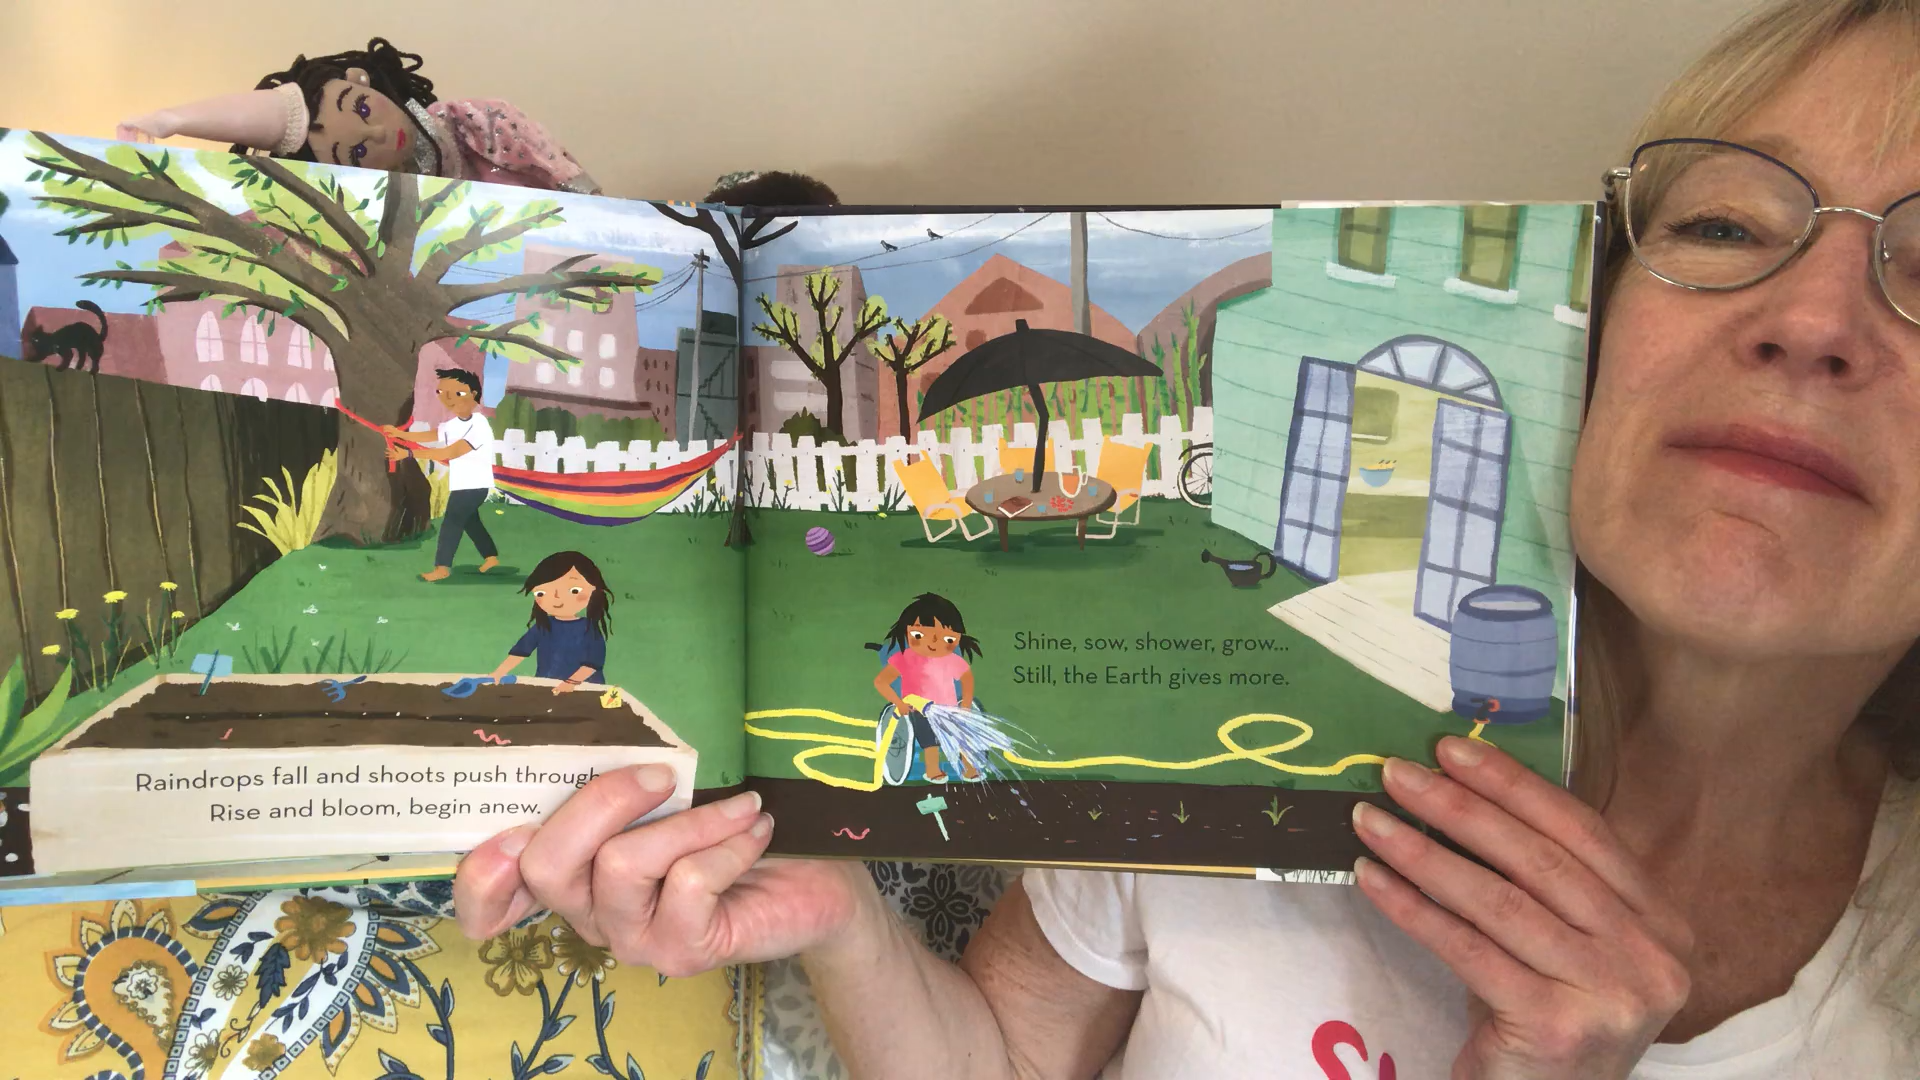 Raindrops fall and shoots push through
Rise and bloom, begin anew.
Shine, sow, shower, grow...
Still, the Earth gives more.